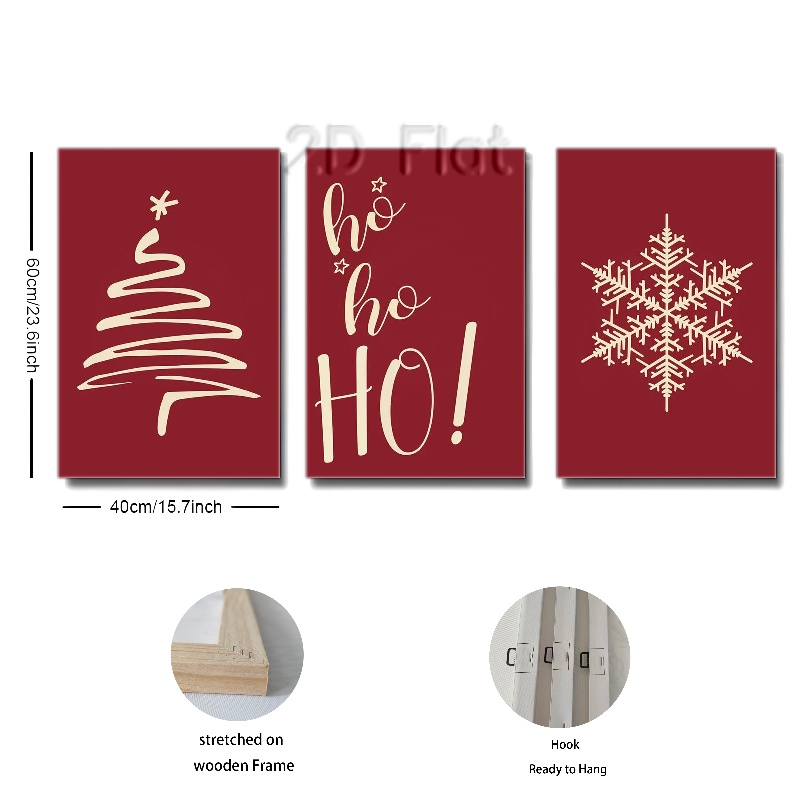 2D Flat
ho
ho
HO!
60cm/23.6inch
40cm/15.7inch
stretched on
wooden Frame
Hook
Ready to Hang